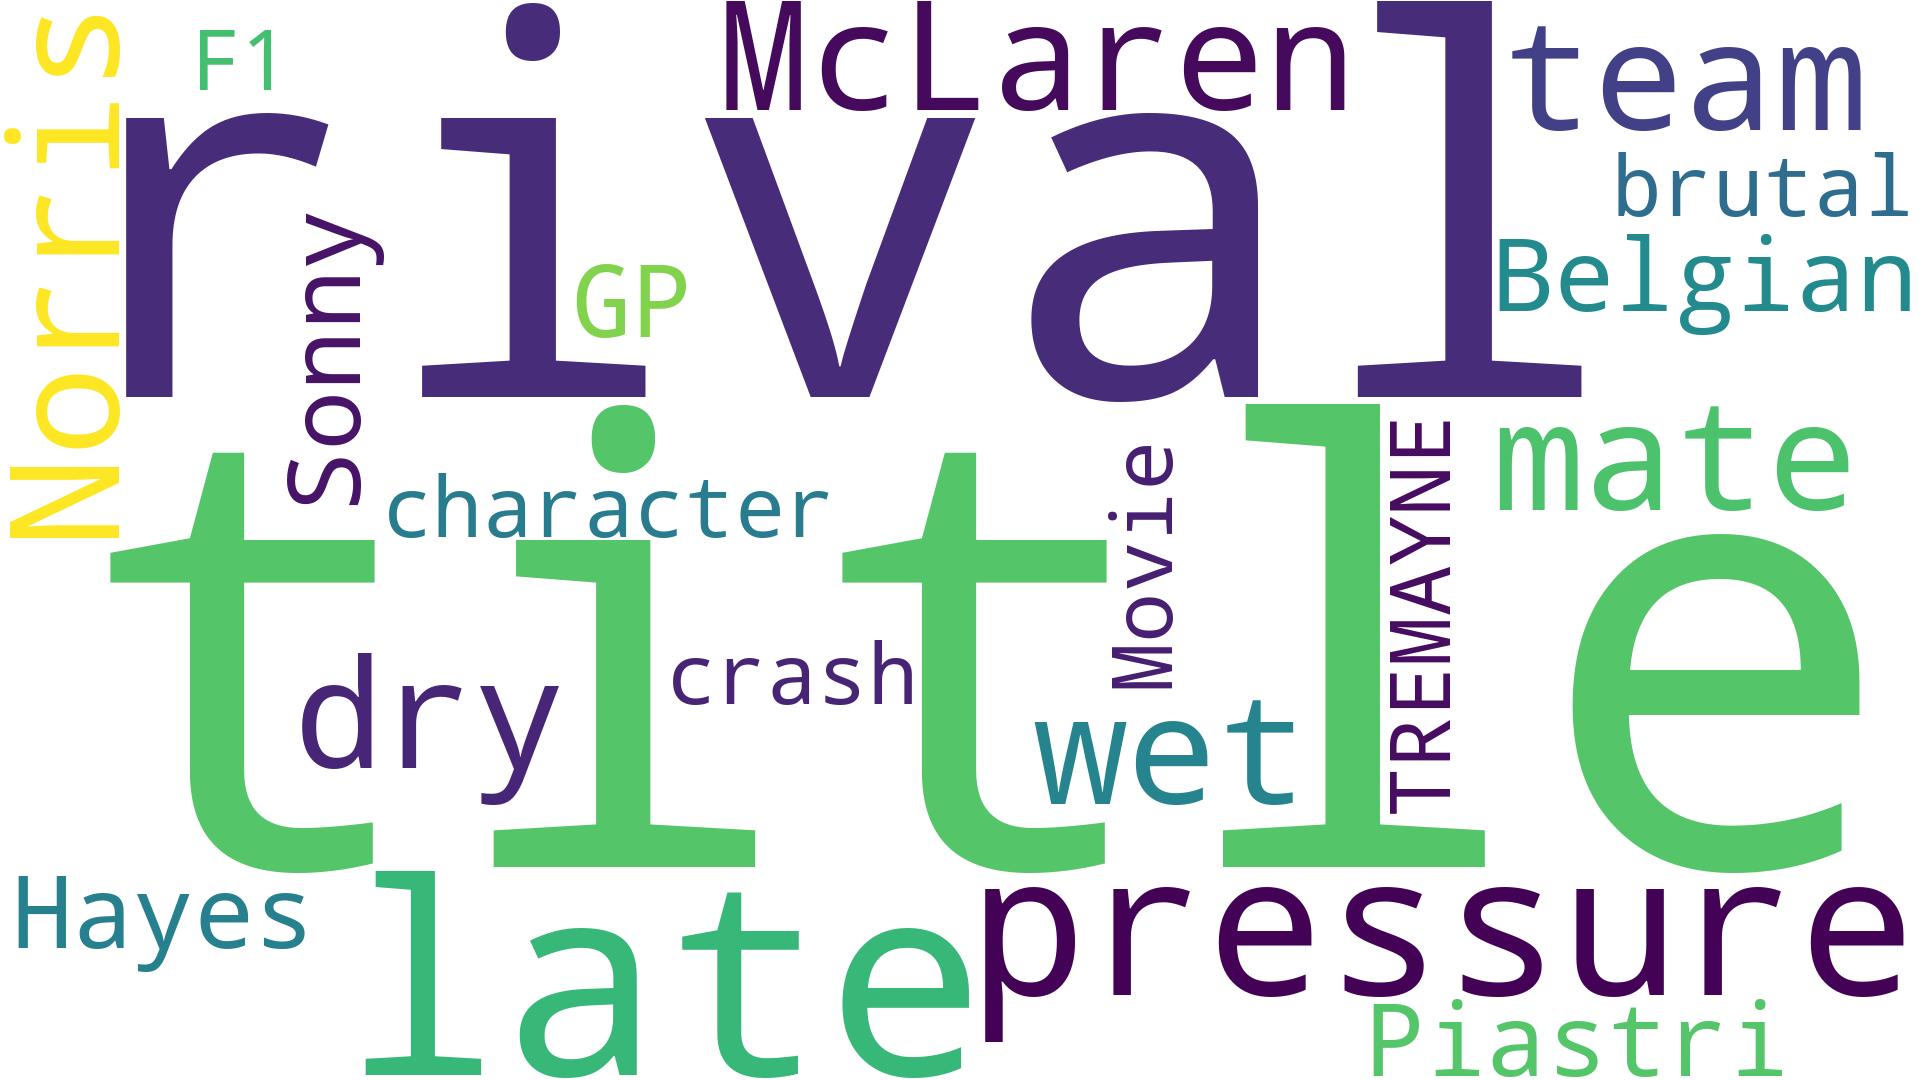 Norris
F1
McLaren
team
rival
brutal
Sonny
GP
Belgian
title
character
Movie
TREMAYNE
mate
dry
crash
wet
Hayes
late
pressure
Piastri